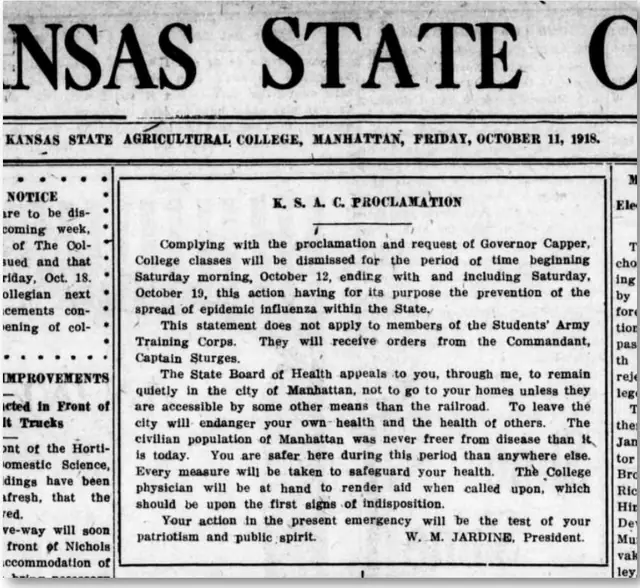 NSAS STATE C
KANSAS STATE AGRICULTURAL COLLEGE, MANHATTAN, FRIDAY, OCTOBER 11, 1918.
NOTICE *
are to be dis- *
coming week, *
of The Col- *
sued and that *
riday, Oct. 18. *
ollegian next *
ncements con- *
pening of col- *
IMPROVEMENTS
cted in Front of
lt Trucks
ont of the Horti-
omestic Science,
ldings have been
afresh, that the
ved.
ve-way will soon
front of Nichols
accommodation of
K. S. A. C. PROCLAMATION
Complying with the proclamation and request of Governor Capper,
College classes will be dismissed for the period of time beginning
Saturday morning, October 12, ending with and including Saturday,
October 19, this action having for its purpose the prevention of the
spread of epidemic influenza within the State.
This statement does not apply to members of the Students' Army
Training Corps. They will receive orders from the Commandant,
Captain Sturges.
The State Board of Health appeals to you, through me, to remain
quietly in the city of Manhattan, not to go to your homes unless they
are accessible by some other means than the railroad. To leave the
city will endanger your own health and the health of others. The
civilian population of Manhattan was never freer from disease than it
is today. You are safer here during this period than anywhere else.
Every measure will be taken to safeguard your health. The College
physician will be at hand to render aid when called upon, which
should be upon the first signs of indisposition.
Your action in the present emergency will be the test of your
patriotism and public spirit. W. M. JARDINE, President.
M
Ele
T
cho
ing
by
for
tion
pas
th
reje
leg
T
the
Jan
tor
Bro
Ric
Hin
De
Mu
vak
ley